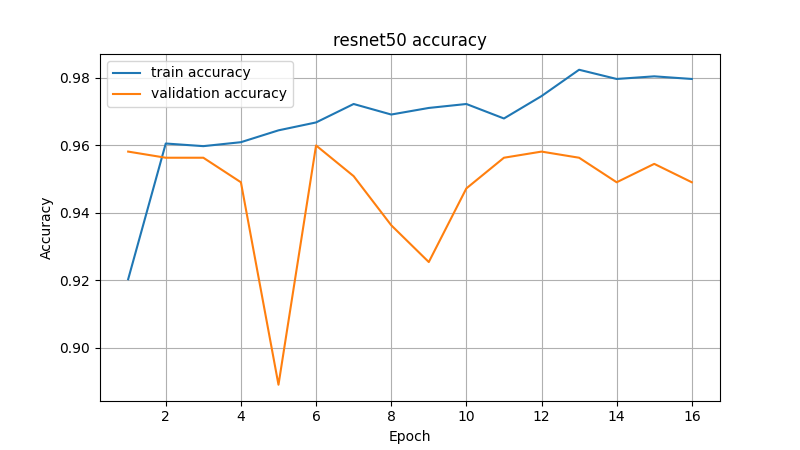 resnet50 accuracy
train accuracy
validation accuracy
0.98
0.96
0.94
0.92
0.90
Accuracy
2 4 6 8 10 12 14 16
Epoch